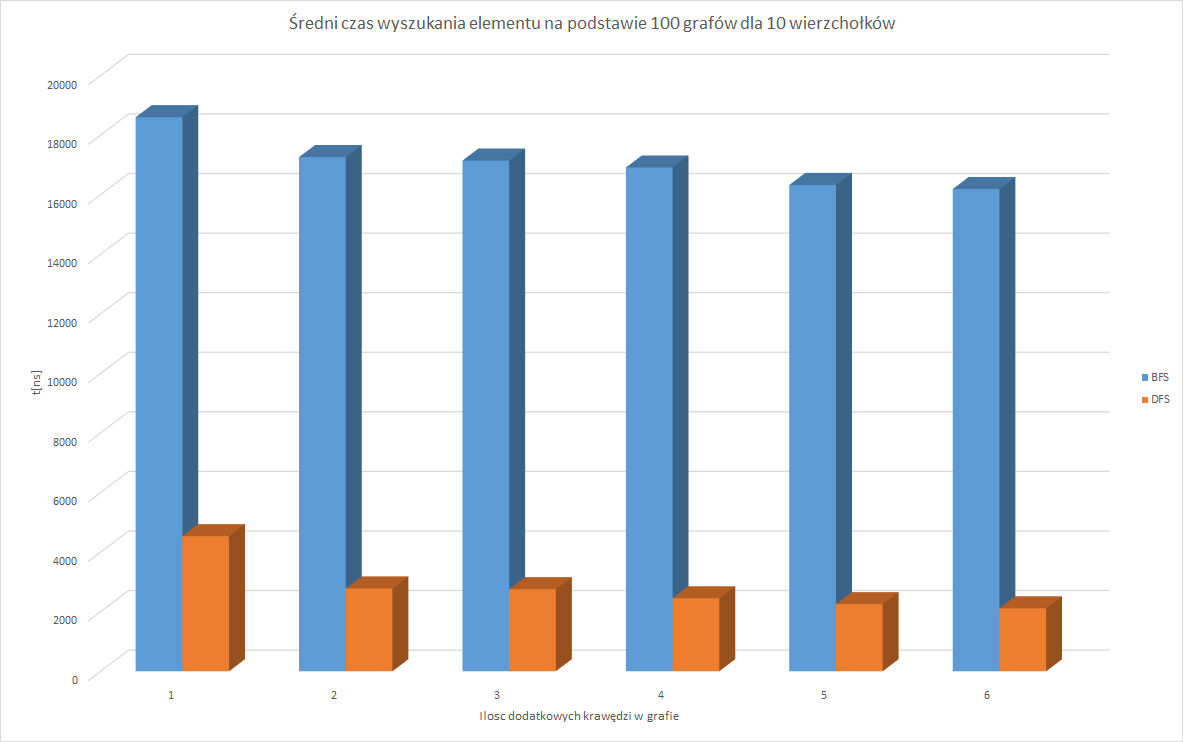 Średni czas wyszukania elementu na podstawie 100 grafów dla 10 wierzchołków
20000
18000
16000
14000
12000
10000
8000
6000
4000
2000
0
t[ns]
1 2 3 4 5 6
Ilosc dodatkowych krawędzi w grafie
BFS
DFS